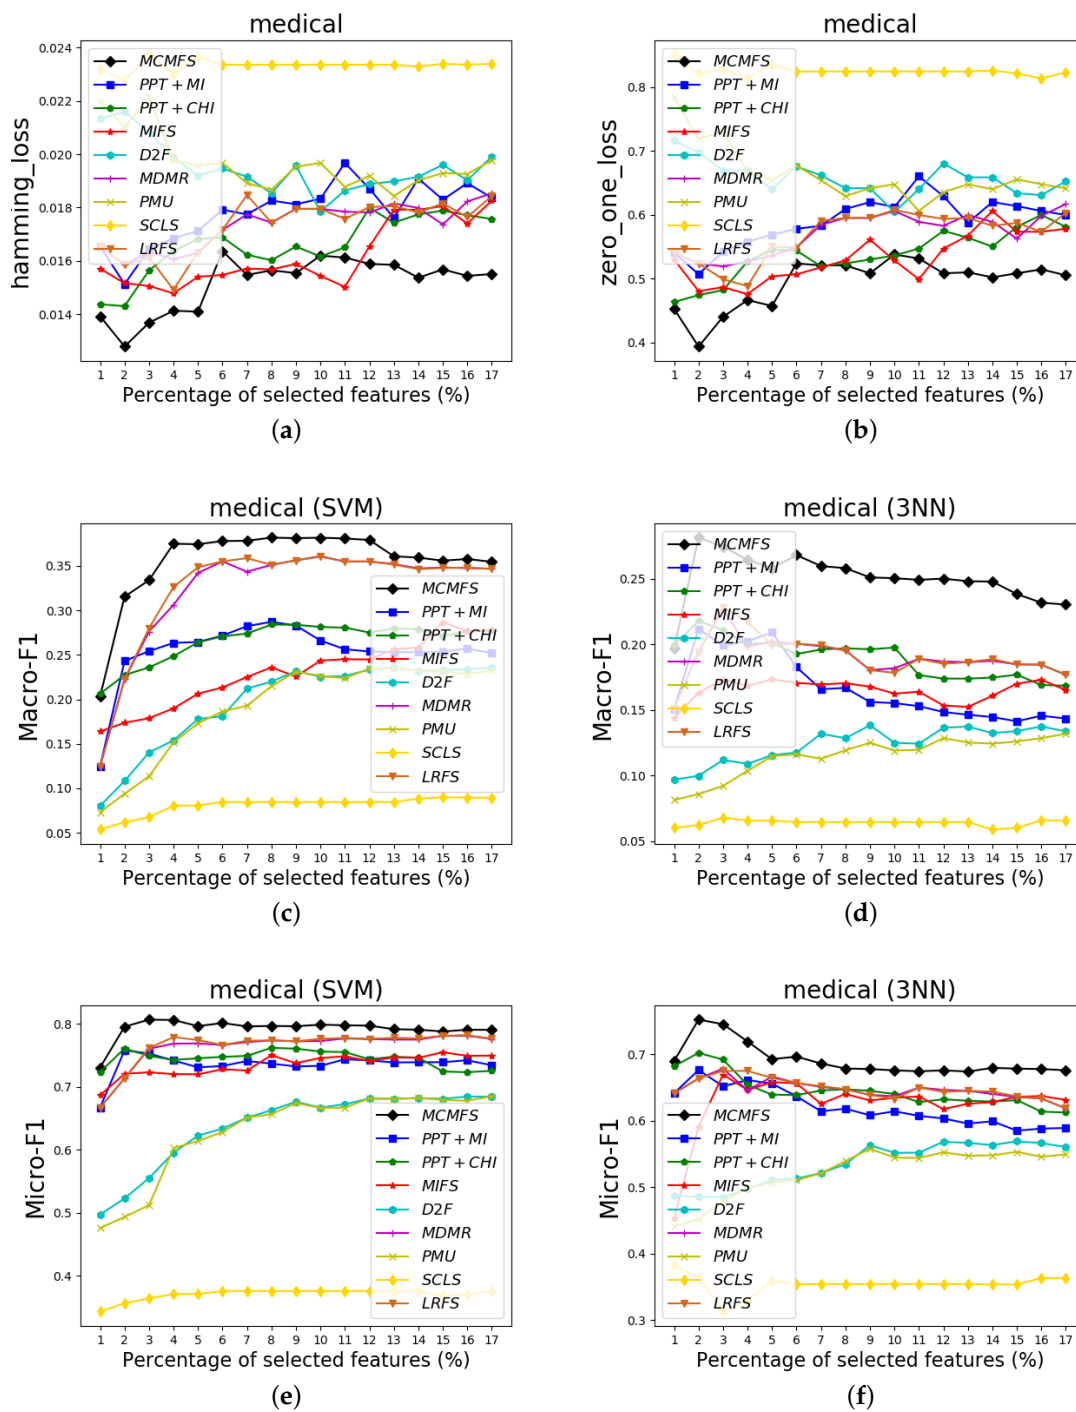 medical
0.024
0.022
0.020
0.018
0.016
0.014
hamming_loss
MCMFS
PPT + MI
PPT + CHI
MIFS
D2F
MDMR
PMU
SCLS
LRFS
1 2 3 4 5 6 7 8 9 10 11 12 13 14 15 16 17
Percentage of selected features (%)
(a)
medical
0.8
0.7
0.6
0.5
0.4
zero_one_loss
MCMFS
PPT + MI
PPT + CHI
MIFS
D2F
MDMR
PMU
SCLS
LRFS
1 2 3 4 5 6 7 8 9 10 11 12 13 14 15 16 17
Percentage of selected features (%)
(b)
medical (SVM)
0.35
0.30
0.25
0.20
0.15
0.10
0.05
Macro-F1
MCMFS
PPT + MI
PPT + CHI
MIFS
D2F
MDMR
PMU
SCLS
LRFS
1 2 3 4 5 6 7 8 9 10 11 12 13 14 15 16 17
Percentage of selected features (%)
(c)
medical (3NN)
0.25
0.20
0.15
0.10
0.05
Macro-F1
MCMFS
PPT + MI
PPT + CHI
MIFS
D2F
MDMR
PMU
SCLS
LRFS
1 2 3 4 5 6 7 8 9 10 11 12 13 14 15 16 17
Percentage of selected features (%)
(d)
medical (SVM)
0.8
0.7
0.6
0.5
0.4
Micro-F1
MCMFS
PPT + MI
PPT + CHI
MIFS
D2F
MDMR
PMU
SCLS
LRFS
1 2 3 4 5 6 7 8 9 10 11 12 13 14 15 16 17
Percentage of selected features (%)
(e)
medical (3NN)
0.7
0.6
0.5
0.4
0.3
Micro-F1
MCMFS
PPT + MI
PPT + CHI
MIFS
D2F
MDMR
PMU
SCLS
LRFS
1 2 3 4 5 6 7 8 9 10 11 12 13 14 15 16 17
Percentage of selected features (%)
(f)